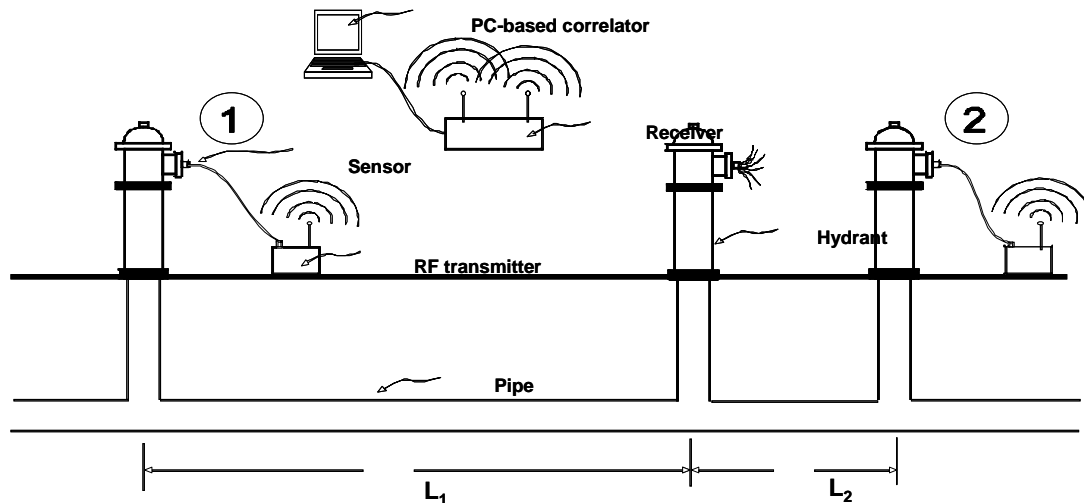 PC-based correlator
1
Receiver
2
Sensor
Hydrant
RF transmitter
Pipe
L₁
L₂